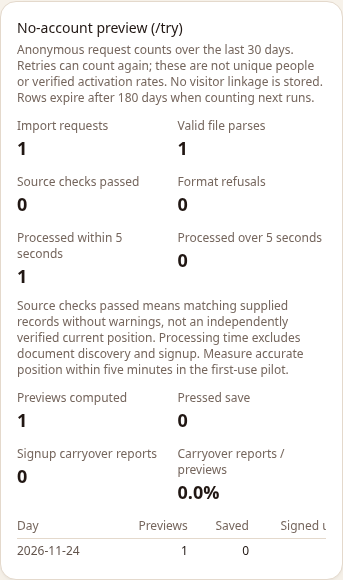 No-account preview (/try)
Anonymous request counts over the last 30 days.
Retries can count again; these are not unique people
or verified activation rates. No visitor linkage is stored.
Rows expire after 180 days when counting next runs.
Import requests
1
Valid file parses
1
Source checks passed
0
Format refusals
0
Processed within 5
seconds
1
Processed over 5 seconds
0
Source checks passed means matching supplied
records without warnings, not an independently
verified current position. Processing time excludes
document discovery and signup. Measure accurate
position within five minutes in the first-use pilot.
Previews computed
1
Pressed save
0
Signup carryover reports
0
Carryover reports /
previews
0.0%
Day Previews Saved Signed
2026-11-24 1 0